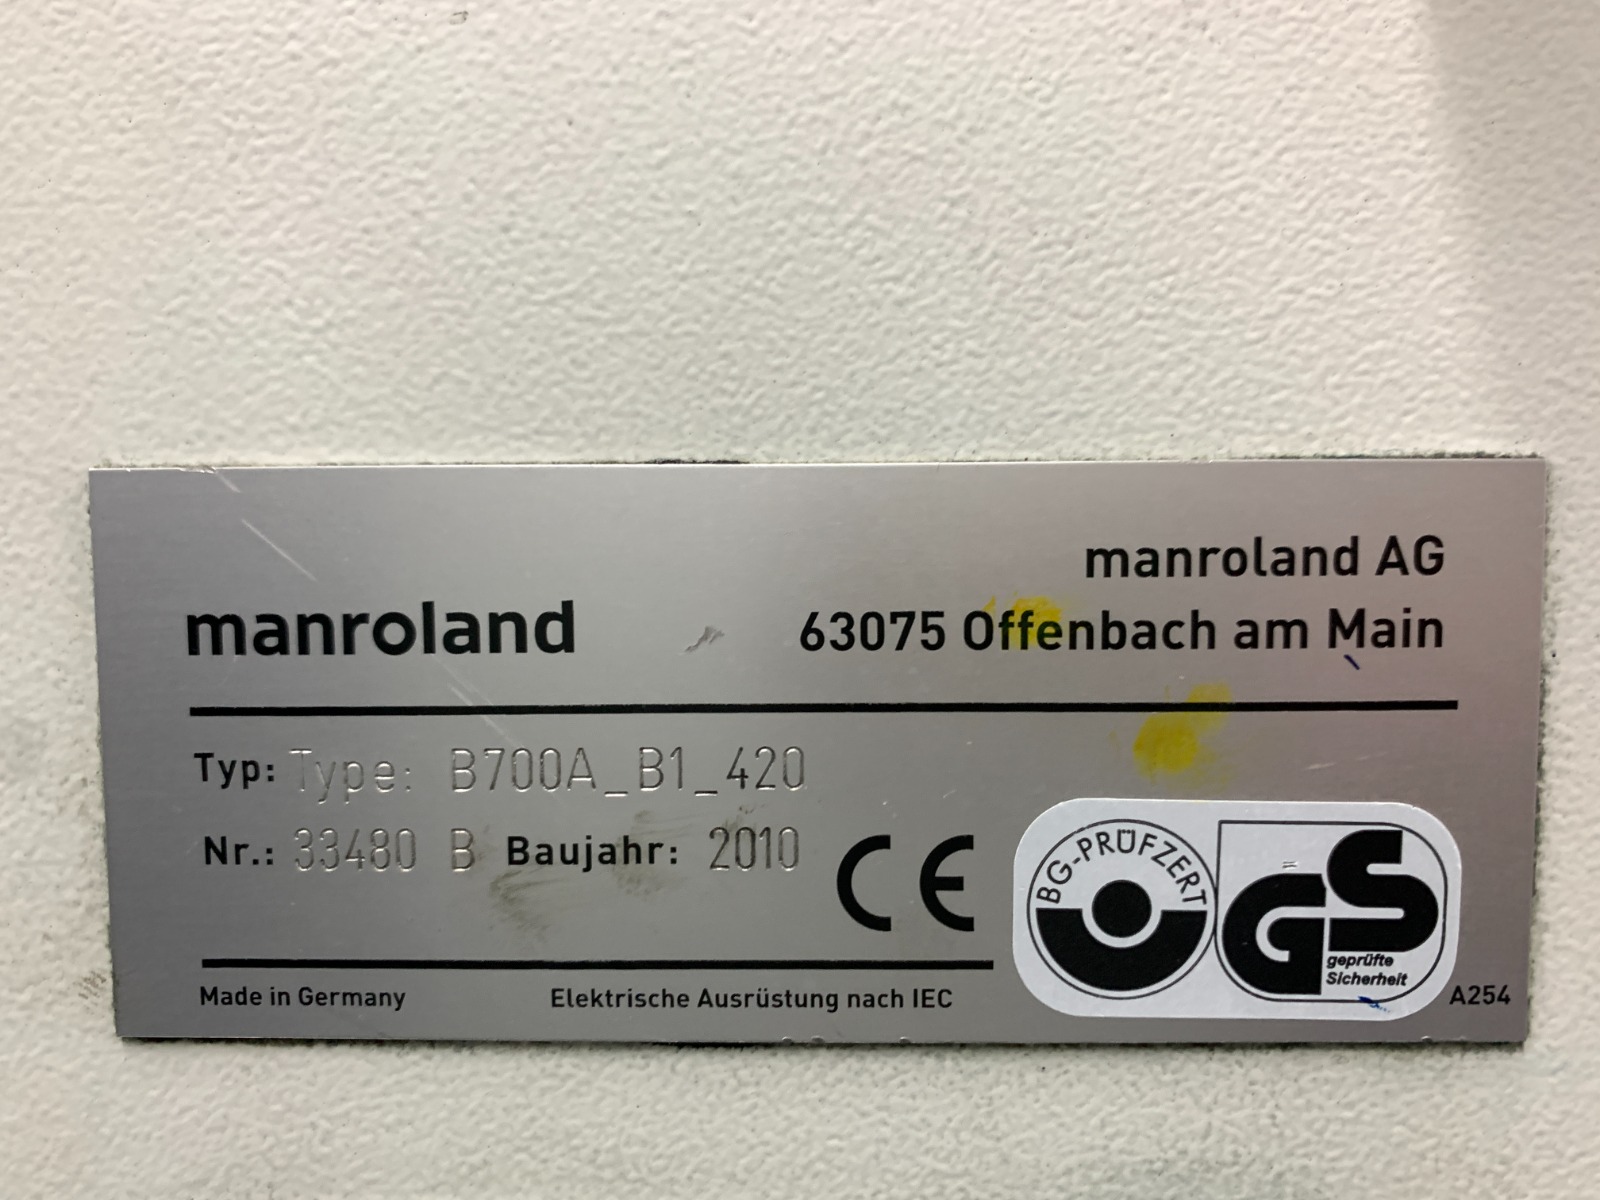 manroland
manroland AG
63075 Offenbach am Main
Typ: Type: B700A_B1_420
Nr.: 33480 B Baujahr: 2010
CE
BG-PRÜFZERT
GS
geprüfte
Sicherheit
Made in Germany
Elektrische Ausrüstung nach IEC
A254